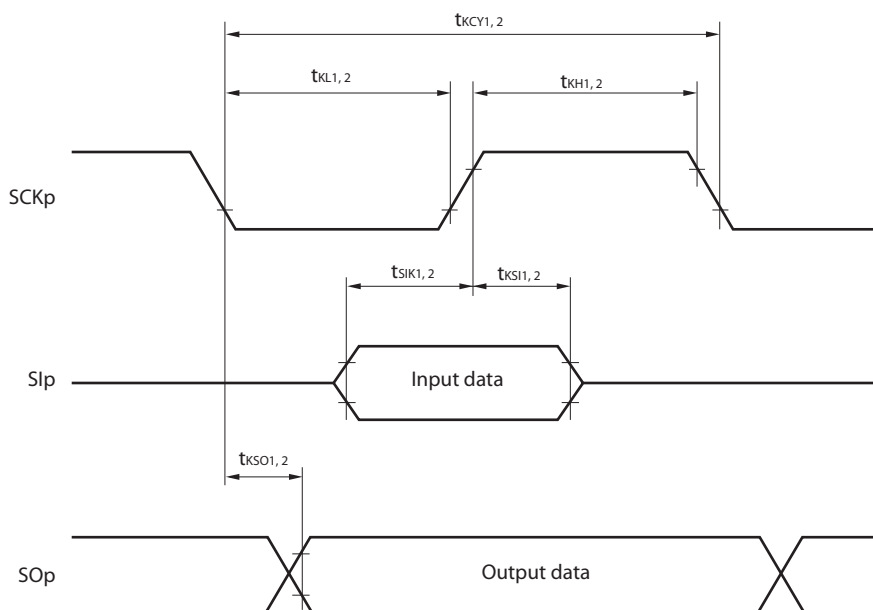 tKCY1, 2
tKL1, 2
tKH1, 2
SCKp
tSIK1, 2
tKSI1, 2
SIp
Input data
tKSO1, 2
SOp
Output data